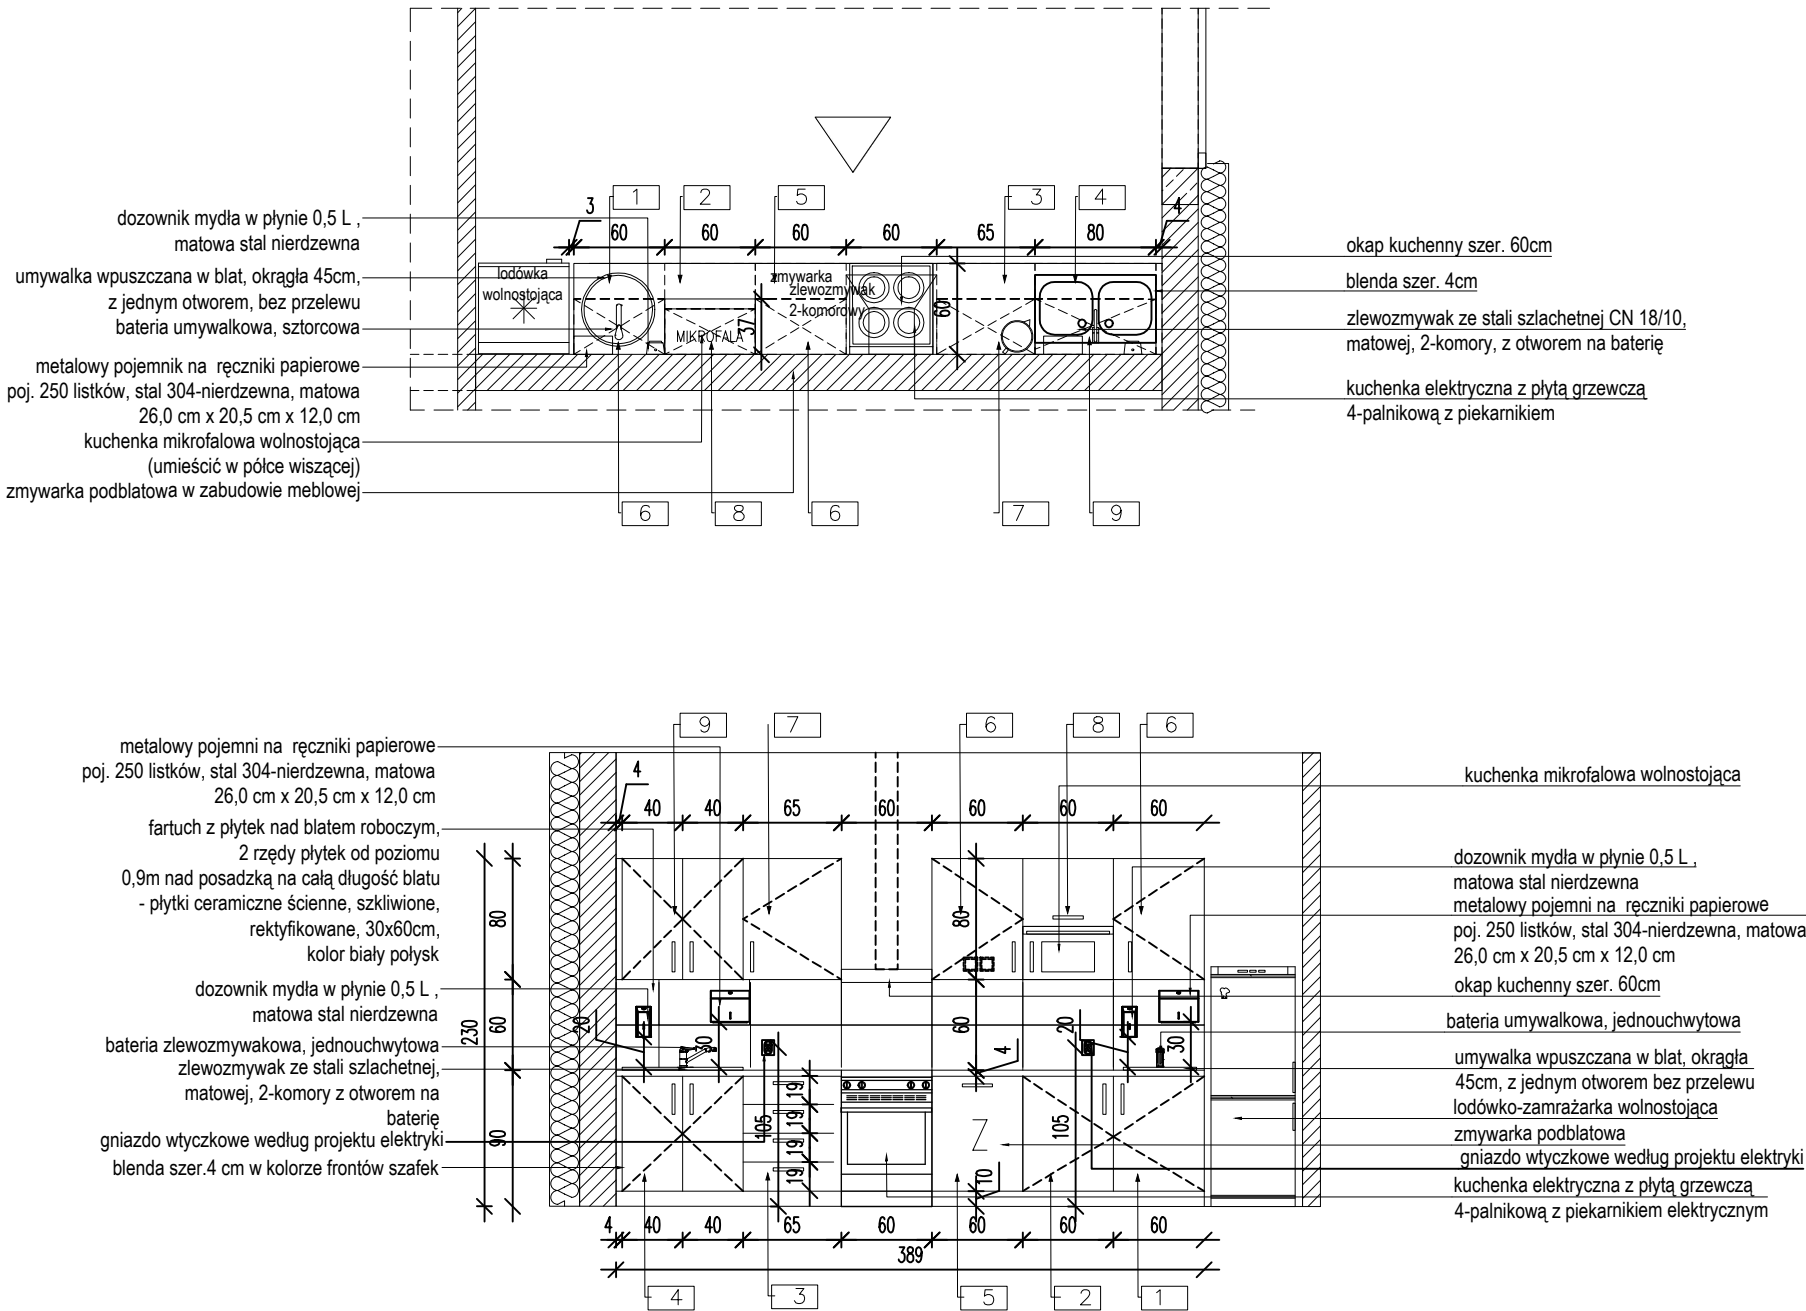 1
2
5
3
4
3
4
60
60
60
60
65
80
dozownik mydła w płynie 0,5 L ,
matowa stal nierdzewna
umywalka wpuszczana w blat, okrągła 45cm,
z jednym otworem, bez przelewu
bateria umywalkowa, sztorcowa
metalowy pojemnik na ręczniki papierowe
poj. 250 listków, stal 304-nierdzewna, matowa
26,0 cm x 20,5 cm x 12,0 cm
kuchenka mikrofalowa wolnostojąca
(umieścić w półce wiszącej)
zmywarka podblatowa w zabudowie meblowej
lodówka
wolnostojąca
MIKROFALA
37
zmywarka
zlewozmywak
2-komorowy
60
okap kuchenny szer. 60cm
blenda szer. 4cm
zlewozmywak ze stali szlachetnej CN 18/10,
matowej, 2-komory, z otworem na baterię
kuchenka elektryczna z płytą grzewczą
4-palnikową z piekarnikiem
6
8
6
7
9
9
7
6
8
6
4
40
40
65
60
60
60
60
metalowy pojemni na ręczniki papierowe
poj. 250 listków, stal 304-nierdzewna, matowa
26,0 cm x 20,5 cm x 12,0 cm
fartuch z płytek nad blatem roboczym,
2 rzędy płytek od poziomu
0,9m nad posadzką na całą długość blatu
- płytki ceramiczne ścienne, szkliwione,
rektyfikowane, 30x60cm,
kolor biały połysk
dozownik mydła w płynie 0,5 L ,
matowa stal nierdzewna
bateria zlewozmywakowa, jednouchwytowa
zlewozmywak ze stali szlachetnej,
matowej, 2-komory z otworem na
baterię
gniazdo wtyczkowe według projektu elektryki
blenda szer.4 cm w kolorze frontów szafek
230
80
60
90
20
30
105
19
19
19
19
80
60
4
10
Z
20
105
30
kuchenka mikrofalowa wolnostojąca
dozownik mydła w płynie 0,5 L ,
matowa stal nierdzewna
metalowy pojemni na ręczniki papierowe
poj. 250 listków, stal 304-nierdzewna, matowa
26,0 cm x 20,5 cm x 12,0 cm
okap kuchenny szer. 60cm
bateria umywalkowa, jednouchwytowa
umywalka wpuszczana w blat, okrągła
45cm, z jednym otworem bez przelewu
lodówko-zamrażarka wolnostojąca
zmywarka podblatowa
gniazdo wtyczkowe według projektu elektryki
kuchenka elektryczna z płytą grzewczą
4-palnikową z piekarnikiem elektrycznym
4
40
40
65
60
60
60
60
389
4
3
5
2
1